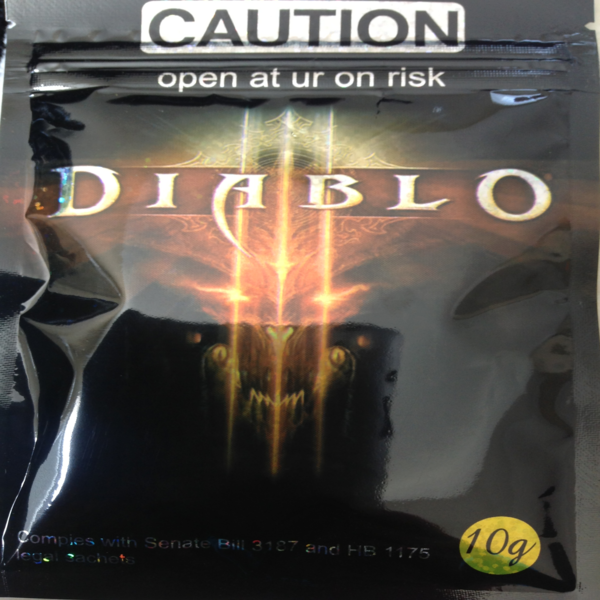 CAUTION
open at ur on risk
DIABLO
Complies with Senate Bill 3107 and HB 1175
legal sachets
10g